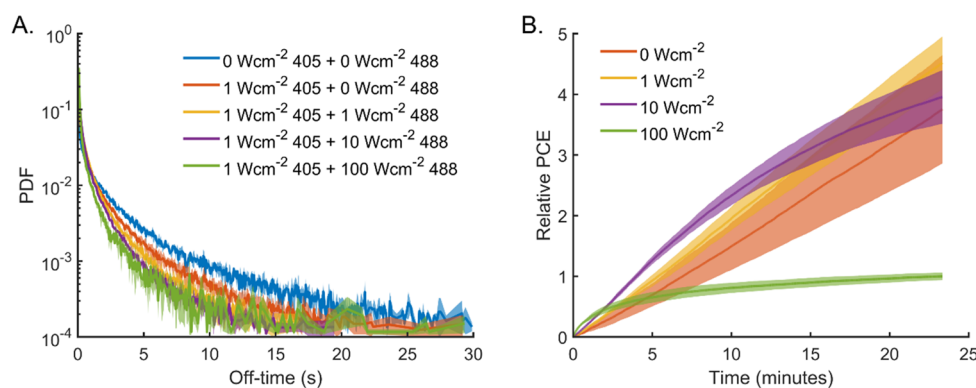 A.
PDF
10⁰
10⁻¹
10⁻²
10⁻³
10⁻⁴
0 Wcm⁻² 405 + 0 Wcm⁻² 488
1 Wcm⁻² 405 + 0 Wcm⁻² 488
1 Wcm⁻² 405 + 1 Wcm⁻² 488
1 Wcm⁻² 405 + 10 Wcm⁻² 488
1 Wcm⁻² 405 + 100 Wcm⁻² 488
0 5 10 15 20 25 30
Off-time (s)
B.
Relative PCE
5
4
3
2
1
0
0 Wcm⁻²
1 Wcm⁻²
10 Wcm⁻²
100 Wcm⁻²
0 5 10 15 20 25
Time (minutes)